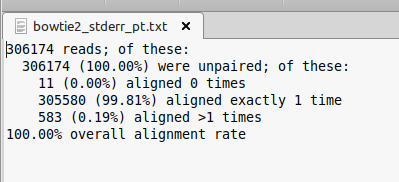 bowtie2_stderr_pt.txt
306174 reads; of these:
306174 (100.00%) were unpaired; of these:
11 (0.00%) aligned 0 times
305580 (99.81%) aligned exactly 1 time
583 (0.19%) aligned >1 times
100.00% overall alignment rate